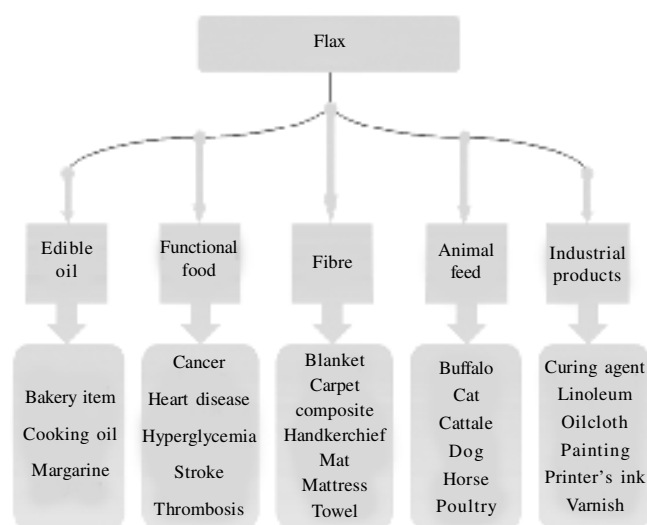 Flax
Edible
oil
Functional
food
Fibre
Animal
feed
Industrial
products
Bakery item
Cooking oil
Margarine
Cancer
Heart disease
Hyperglycemia
Stroke
Thrombosis
Blanket
Carpet
composite
Handkerchief
Mat
Mattress
Towel
Buffalo
Cat
Cattale
Dog
Horse
Poultry
Curing agent
Linoleum
Oilcloth
Painting
Printer's ink
Varnish